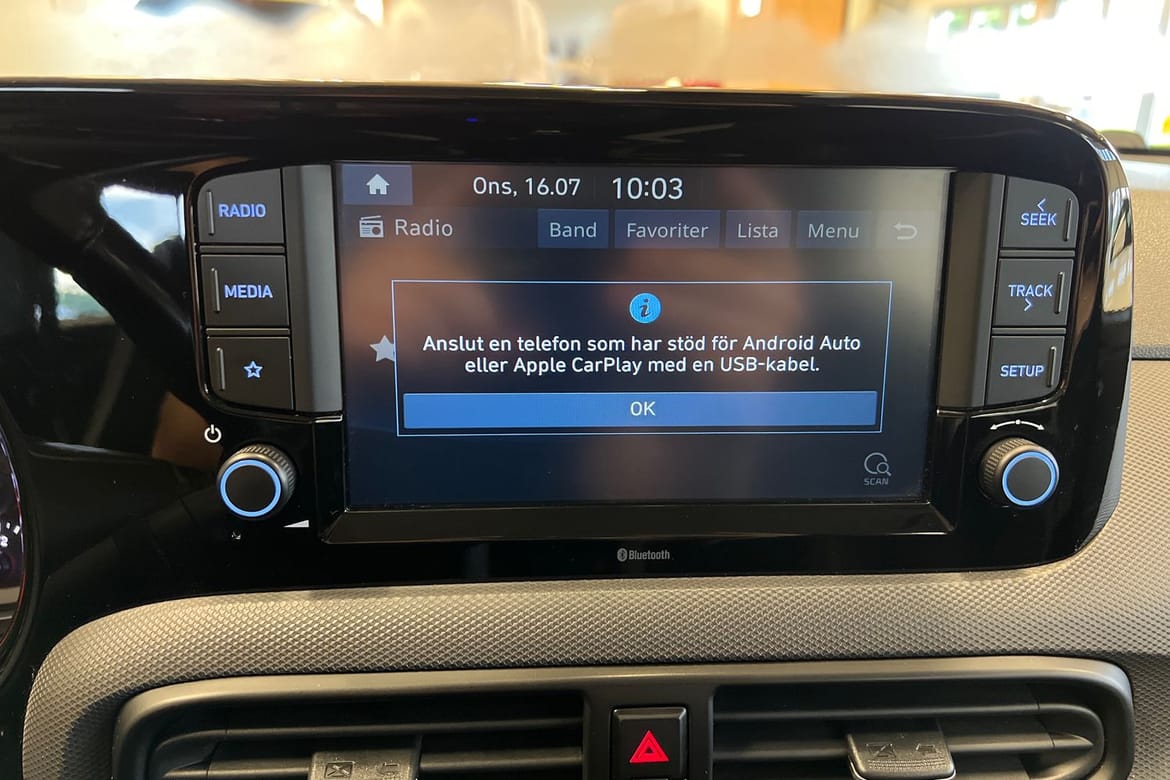 RADIO
MEDIA
Ons, 16.07 10:03
Radio Band Favoriter Lista Menu
Anslut en telefon som har stöd för Android Auto
eller Apple CarPlay med en USB-kabel.
OK
SCAN
SEEK
TRACK
SETUP
Bluetooth
2